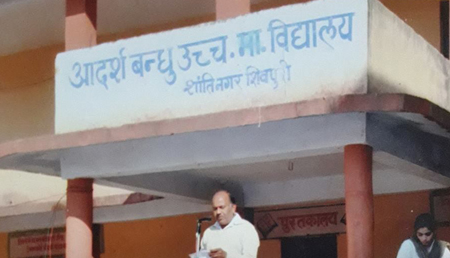 आदर्श बन्धु उच्च. मा. विद्यालय
शांतिनगर शिवपुरी
पुस्तकालय